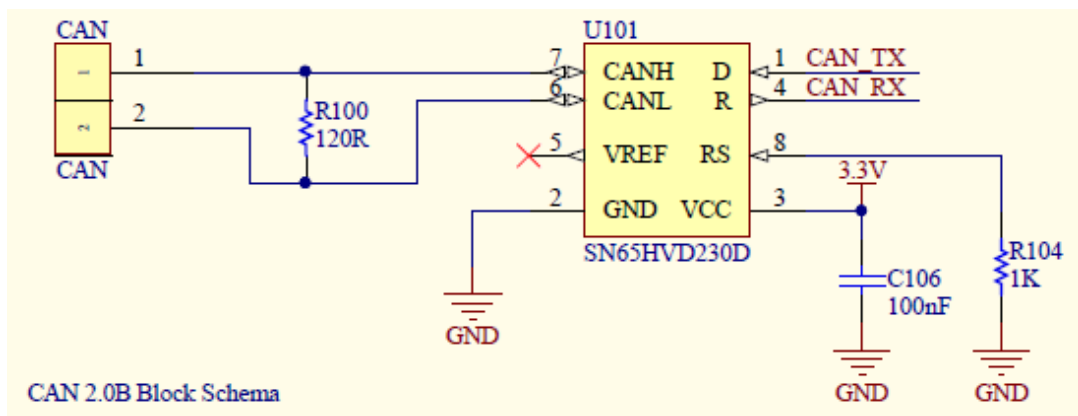 CAN
U101
1
1
7
CANH
D
1
CAN_TX
6
CANL
R
4
CAN_RX
2
2
R100
120R
CAN
5
VREF
RS
8
3.3V
2
GND
VCC
3
SN65HVD230D
R104
1K
C106
100nF
GND
GND
GND
CAN 2.0B Block Schema